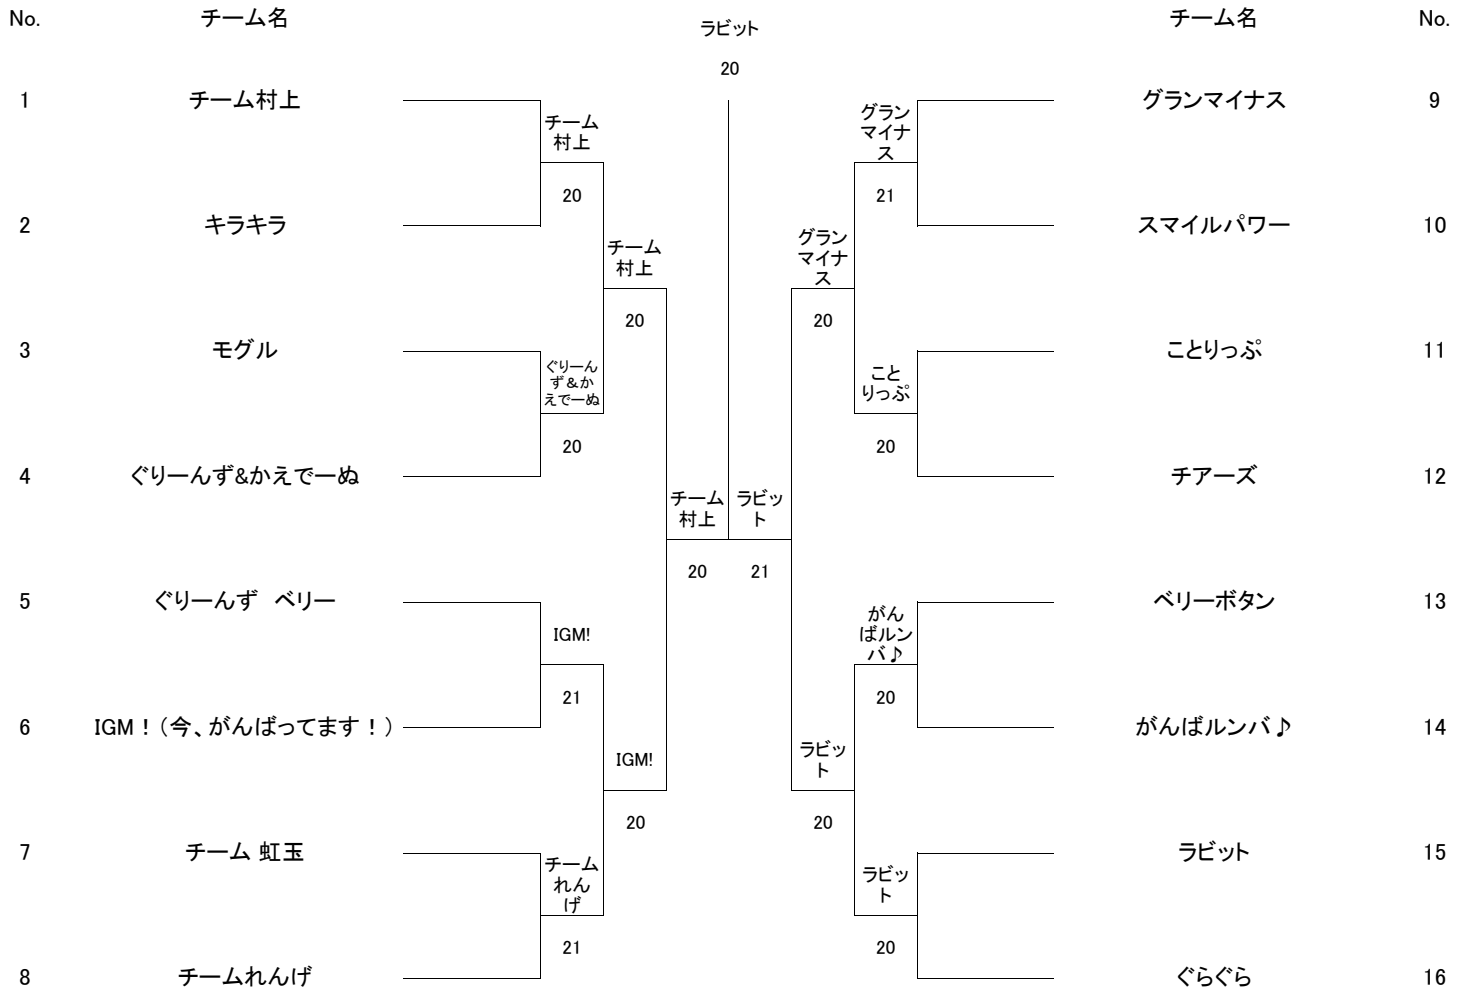 No. チーム名 チーム名 No.
ラビット
20
1 チーム村上 グランマイナス 9
チーム
村上
グラン
マイナ
ス
20 21
2 キラキラ スマイルパワー 10
チーム
村上
グラン
マイナ
ス
20 20
3 モグル ことりっぷ 11
ぐりーん
ず&か
えでーぬ
こと
りっぷ
20 20
4 ぐりーんず&かえでーぬ チアーズ 12
チーム
村上
ラビッ
ト
20 21
5 ぐりーんず　ベリー ベリーボタン 13
IGM!
がん
ばルン
バ♪
21 20
6 IGM！（今、がんばってます！） がんばルンバ♪ 14
IGM!
ラビッ
ト
20 20
7 チーム 虹玉 ラビット 15
チーム
れん
げ
ラビッ
ト
21 20
8 チームれんげ ぐらぐら 16